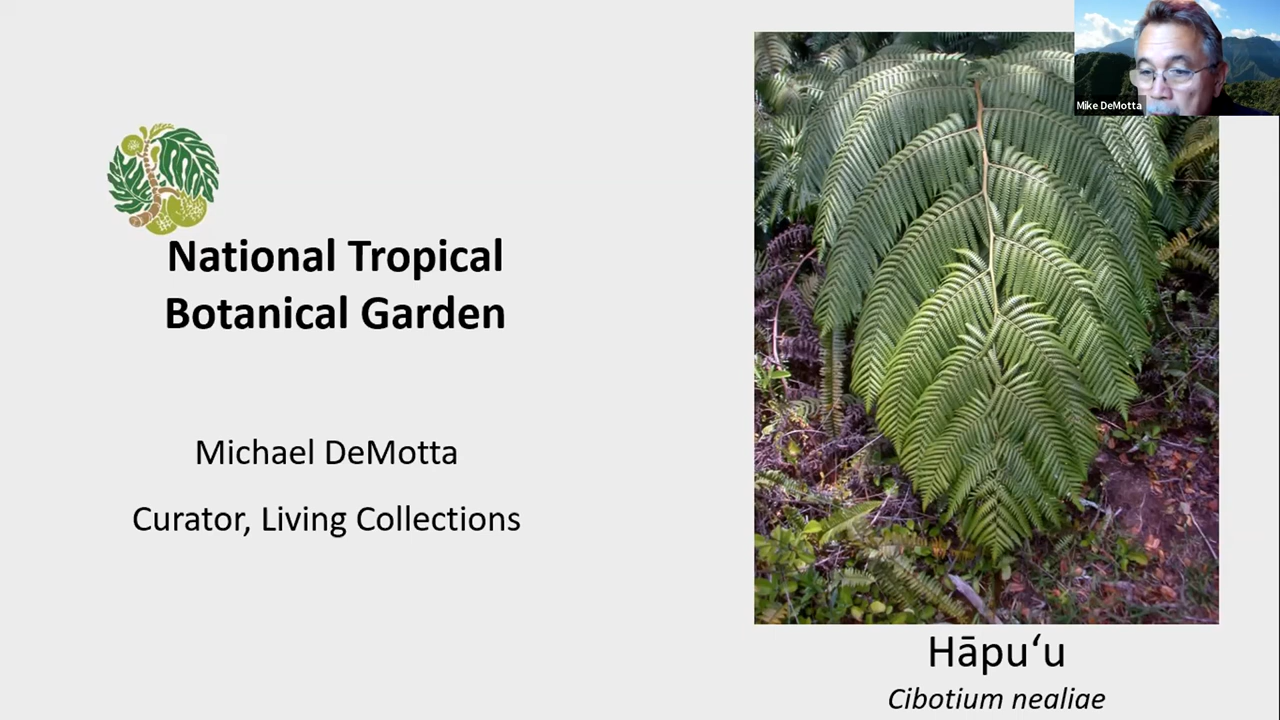 Mike DeMotta
National Tropical
Botanical Garden
Michael DeMotta
Curator, Living Collections
Hāpuʻu
Cibotium nealiae